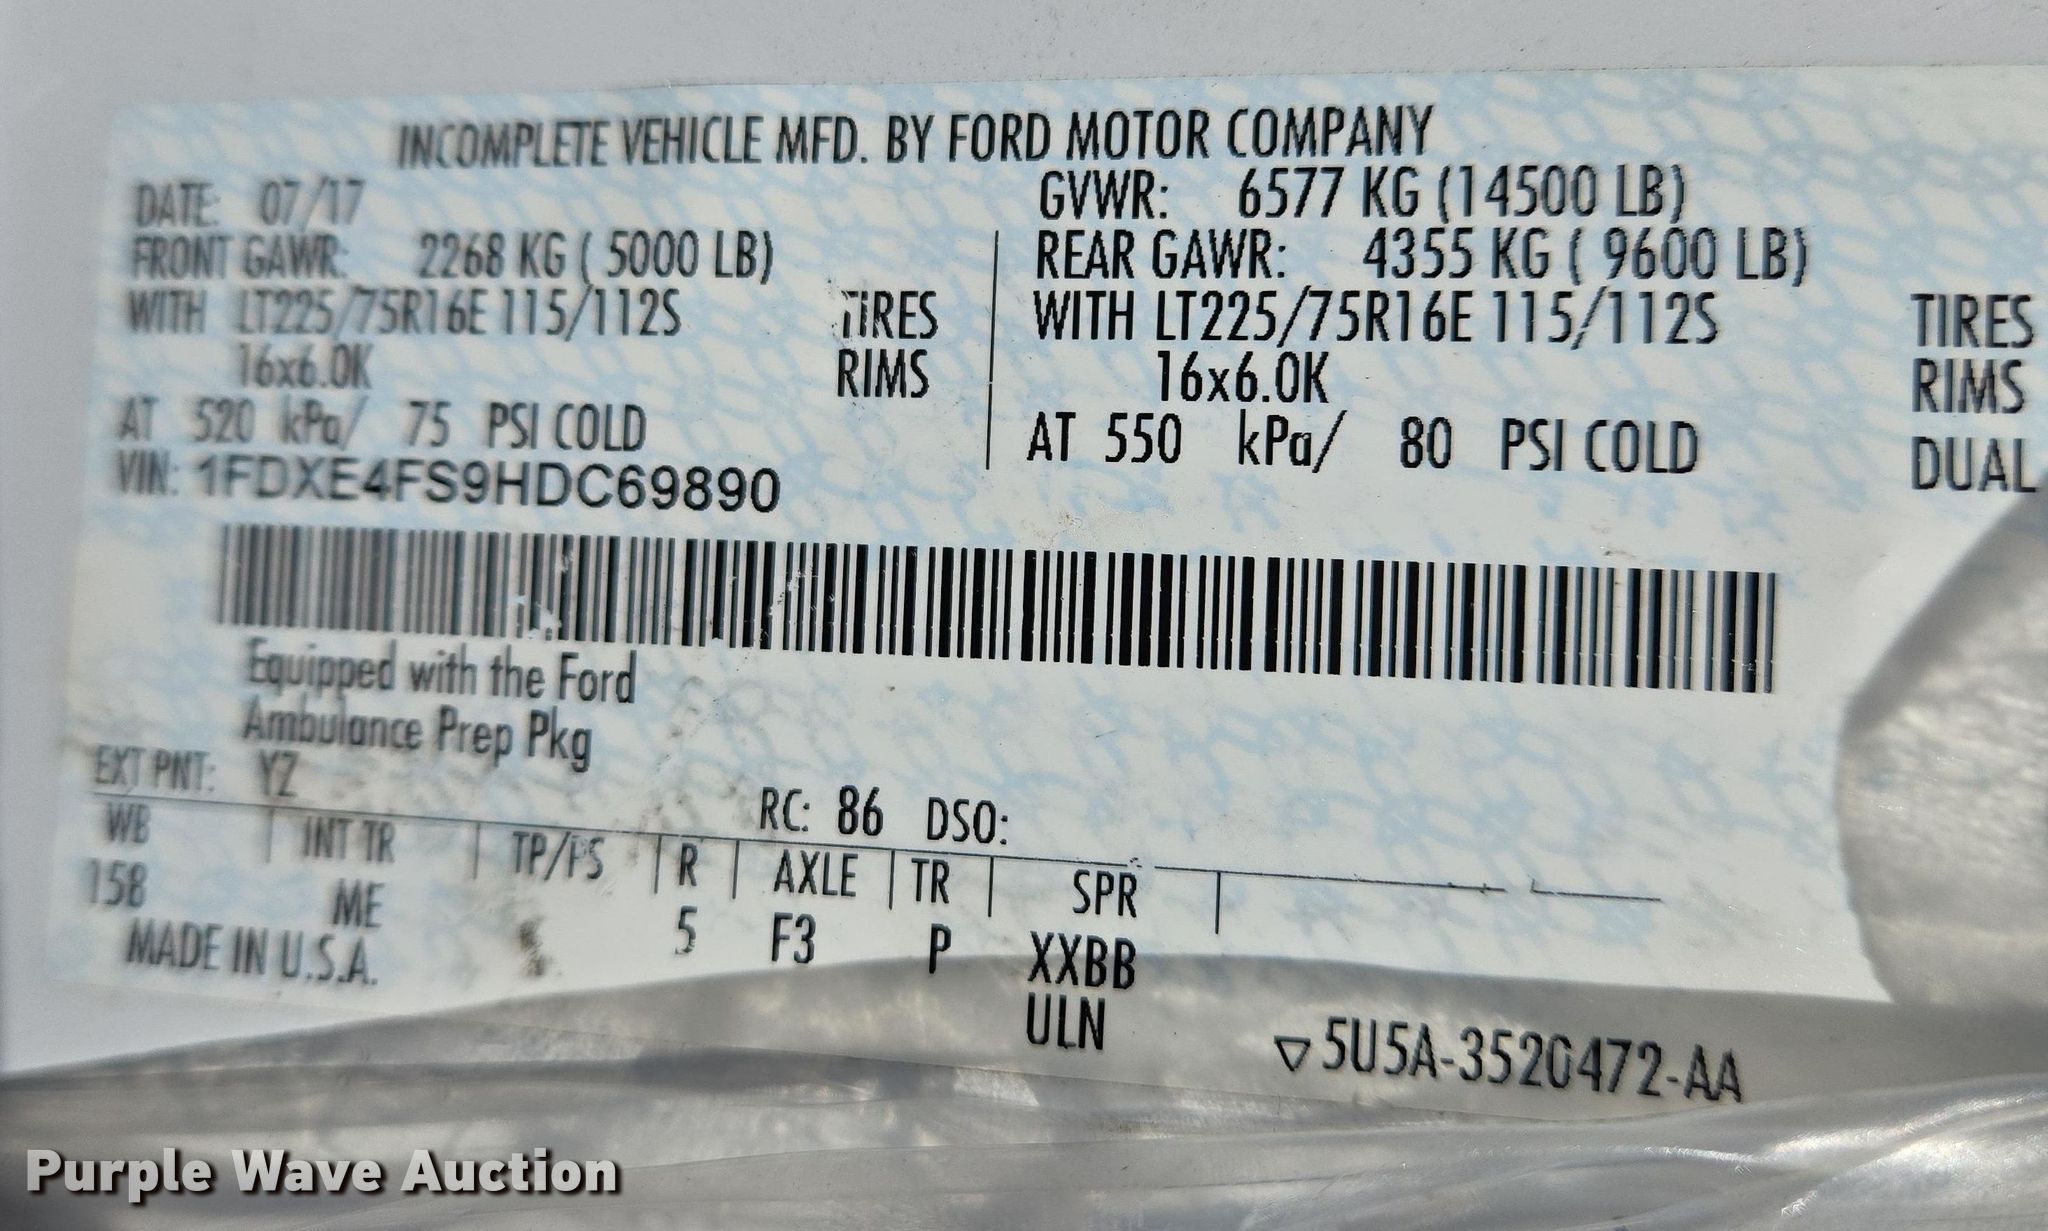 INCOMPLETE VEHICLE MFD. BY FORD MOTOR COMPANY
DATE: 07/17 GVWR: 6577 KG (14500 LB)
FRONT GAWR: 2268 KG ( 5000 LB) REAR GAWR: 4355 KG ( 9600 LB)
WITH LT225/75R16E 115/112S TIRES WITH LT225/75R16E 115/112S TIRES
16x6.0K RIMS 16x6.0K RIMS
AT 520 kPa/ 75 PSI COLD AT 550 kPa/ 80 PSI COLD DUAL
VIN: 1FDXE4FS9HDC69890
Equipped with the Ford
Ambulance Prep Pkg
EXT PNT: YZ RC: 86 DSO:
WB | INT TR | TP/PS | R | AXLE | TR | SPR |
158 ME 5 F3 P XXBB
MADE IN U.S.A. ULN
▽5U5A-3520472-AA
Purple Wave Auction